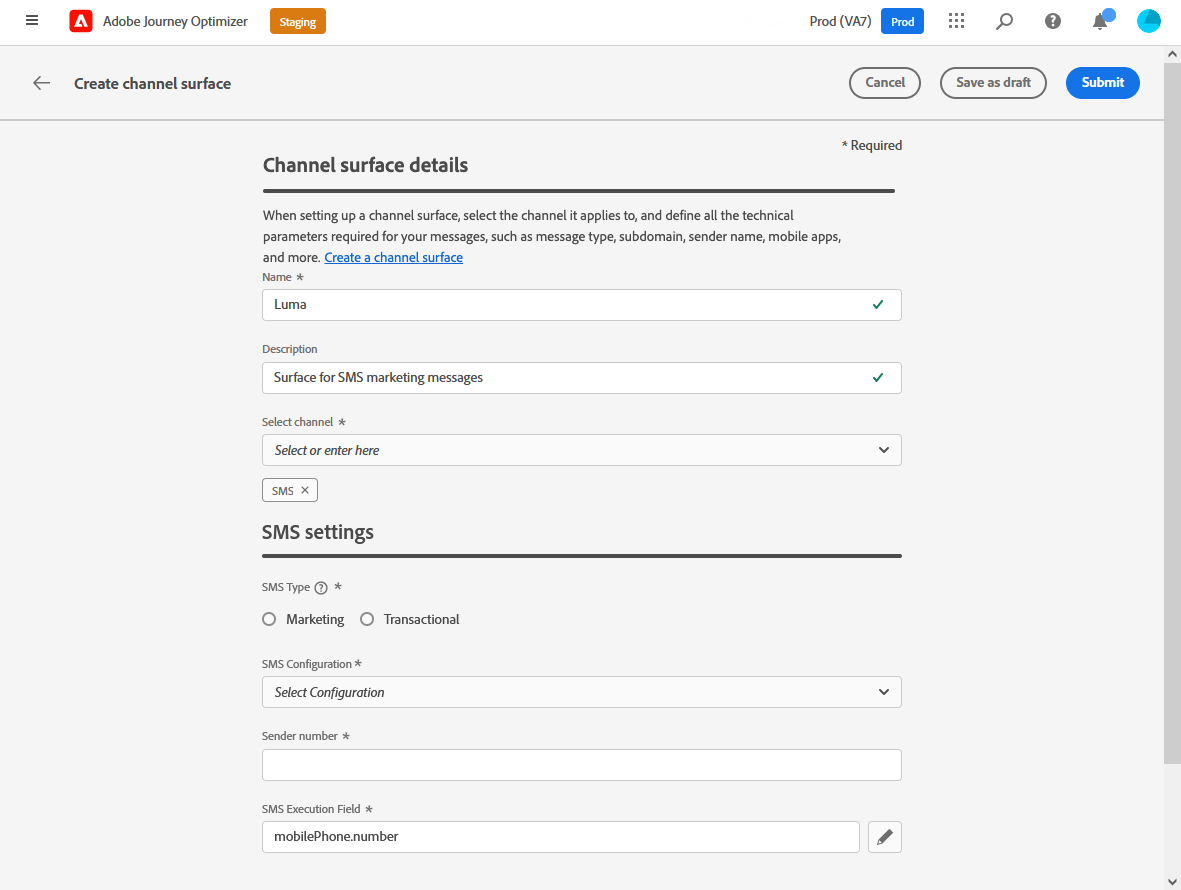 Adobe Journey Optimizer Staging Prod (VA7) Prod
Create channel surface Cancel Save as draft Submit
* Required
Channel surface details
When setting up a channel surface, select the channel it applies to, and define all the technical
parameters required for your messages, such as message type, subdomain, sender name, mobile apps,
and more. Create a channel surface
Name *
Luma
Description
Surface for SMS marketing messages
Select channel *
Select or enter here
SMS ×
SMS settings
SMS Type ? *
Marketing Transactional
SMS Configuration *
Select Configuration
Sender number *
SMS Execution Field *
mobilePhone.number